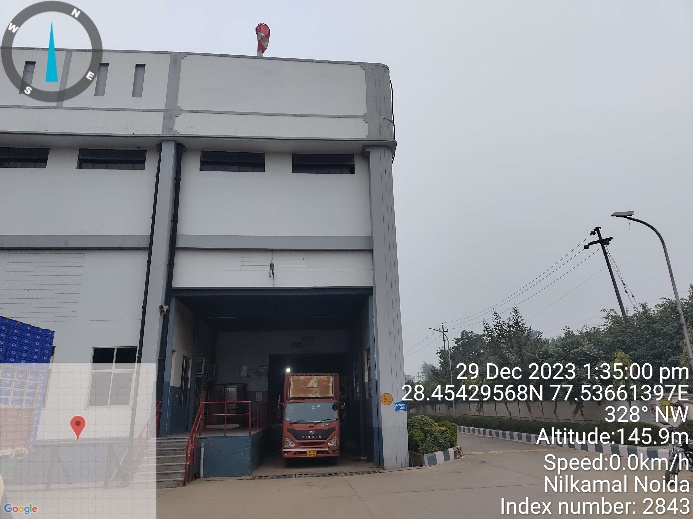 N
W
E
S
29 Dec 2023 1:35:00 pm
28.45429568N 77.53661397E
328° NW
Altitude:145.9m
Speed:0.0km/h
Nilkamal Noida
Index number: 2843
Google